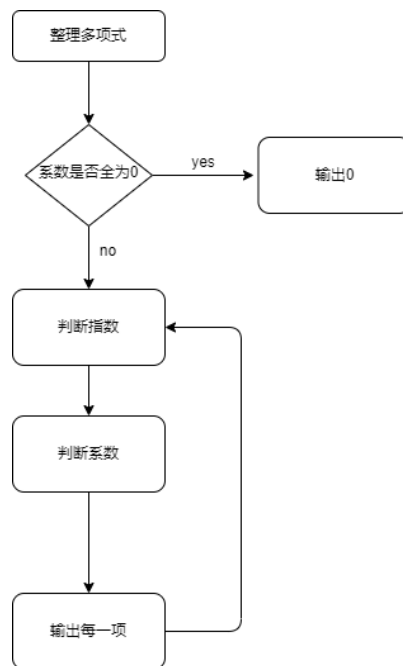 整理多项式
系数是否全为0
yes
输出0
no
判断指数
判断系数
输出每一项